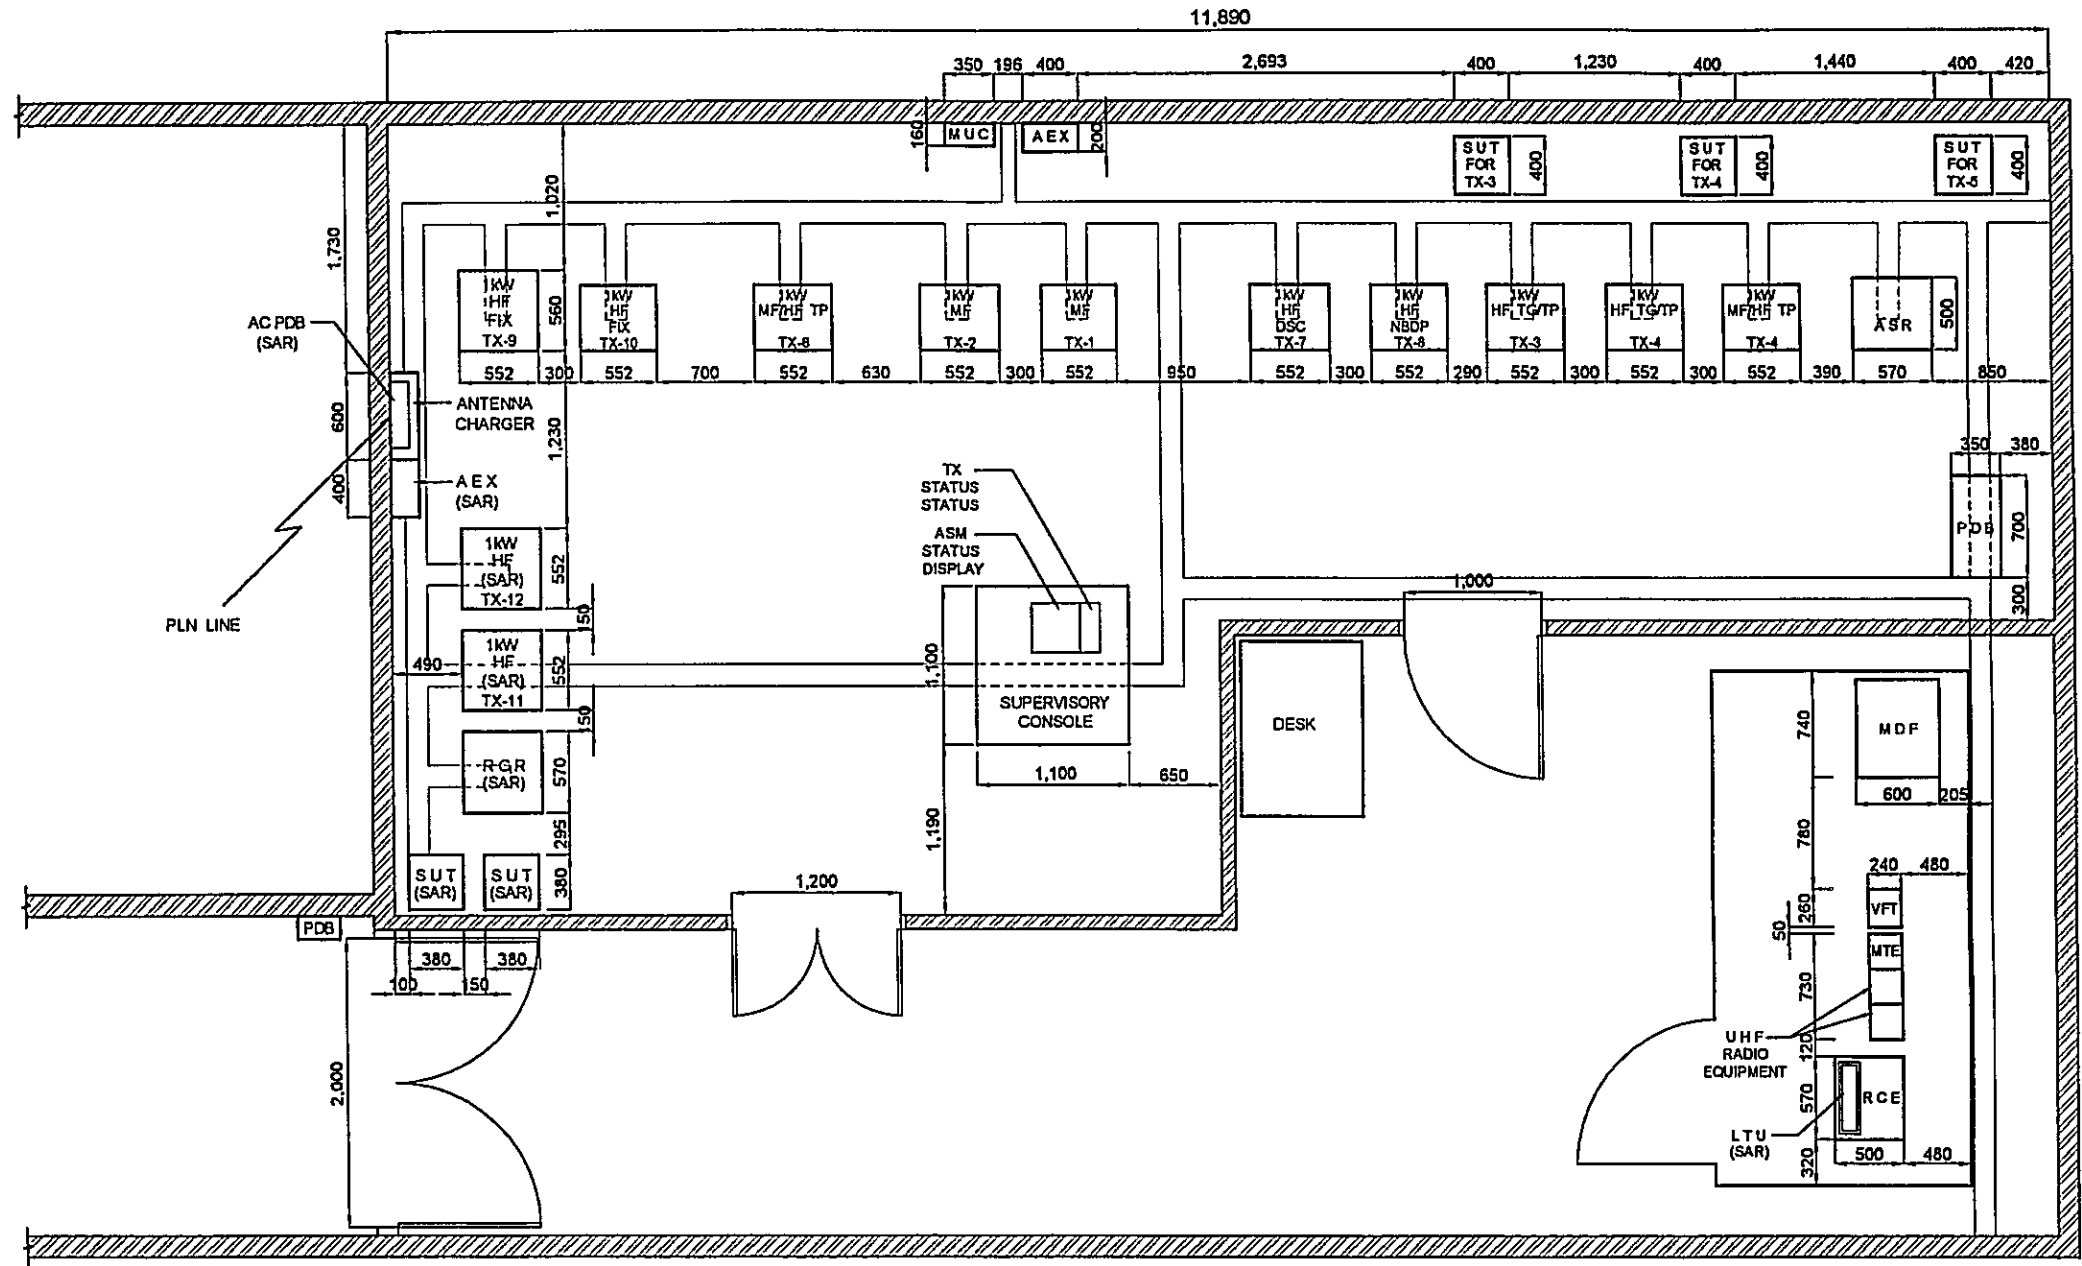 11,890
350 196 400 2,693 400 1,230 400 1,440 400 420
160
MUC
AEX
200
SUT
FOR
TX-3
400
SUT
FOR
TX-4
400
SUT
FOR
TX-5
400
1,730
1,020
1kW
HF
FIX
TX-9
560
1kW
HF
FIX
TX-10
1kW
MF/HF TP
TX-8
1kW
MF
TX-2
1kW
MF
TX-1
1kW
HF
DSC
TX-7
1kW
HF
NBDP
TX-6
1kW
HF TG/TP
TX-3
1kW
HF TG/TP
TX-4
1kW
MF/HF TP
TX-4
ASR
500
552 300 552 700 552 630 552 300 552 950 552 300 552 290 552 300 552 300 552 390 570 850
AC PDB
(SAR)
ANTENNA
CHARGER
600
1,230
400
AEX
(SAR)
PLN LINE
TX
STATUS
STATUS
ASM
STATUS
DISPLAY
350 380
PDB
700
300
1,000
1kW
HF
(SAR)
TX-12
552
150
490
1kW
HF
(SAR)
TX-11
552
150
RGR
(SAR)
570
295
SUT
(SAR)
SUT
(SAR)
380
1,100
SUPERVISORY
CONSOLE
1,100 650
1,190
DESK
740
MDF
600 205
780
240 480
VFT
260
50
MTE
730
UHF
RADIO
EQUIPMENT
120
RCE
570
LTU
(SAR)
500 480
320
1,200
PDB
380 380
100 150
2,000